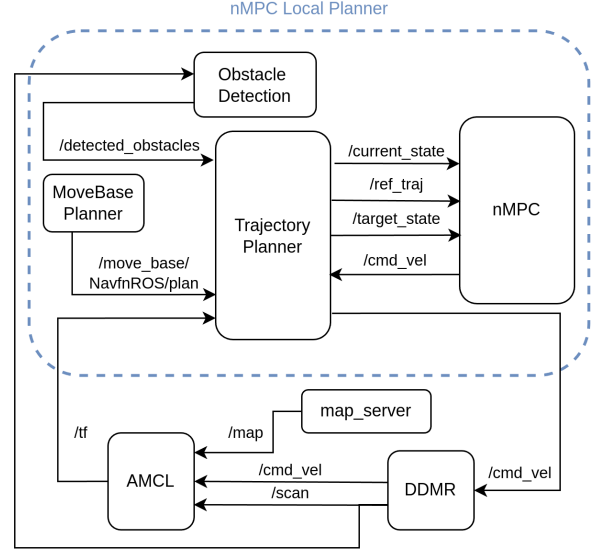 nMPC Local Planner
Obstacle
Detection
/detected_obstacles
MoveBase
Planner
/move_base/
NavfnROS/plan
Trajectory
Planner
/current_state
/ref_traj
/target_state
/cmd_vel
nMPC
map_server
/tf
/map
AMCL
/cmd_vel
/scan
DDMR
/cmd_vel